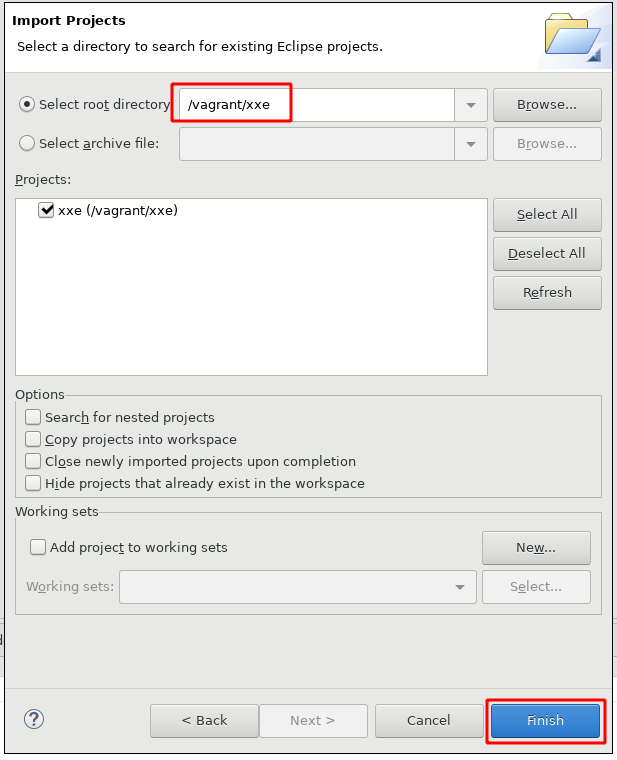 Import Projects
Select a directory to search for existing Eclipse projects.
Select root directory
/vagrant/xxe
Browse...
Select archive file:
Browse...
Projects:
xxe (/vagrant/xxe)
Select All
Deselect All
Refresh
Options
Search for nested projects
Copy projects into workspace
Close newly imported projects upon completion
Hide projects that already exist in the workspace
Working sets
Add project to working sets
New...
Working sets:
Select...
?
< Back
Next >
Cancel
Finish